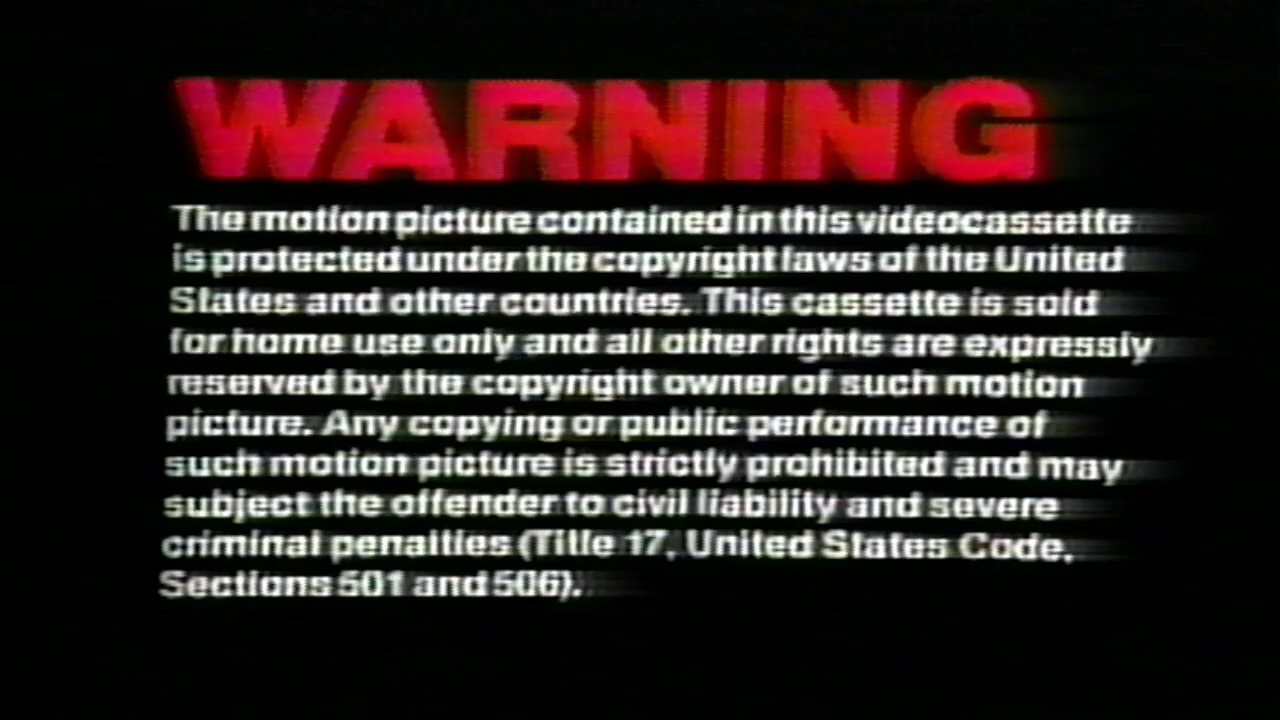 WARNING
The motion picture contained in this videocassette
is protected under the copyright laws of the United
States and other countries. This cassette is sold
for home use only and all other rights are expressly
reserved by the copyright owner of such motion
picture. Any copying or public performance of
such motion picture is strictly prohibited and may
subject the offender to civil liability and severe
criminal penalties (Title 17, United States Code,
Sections 501 and 506).